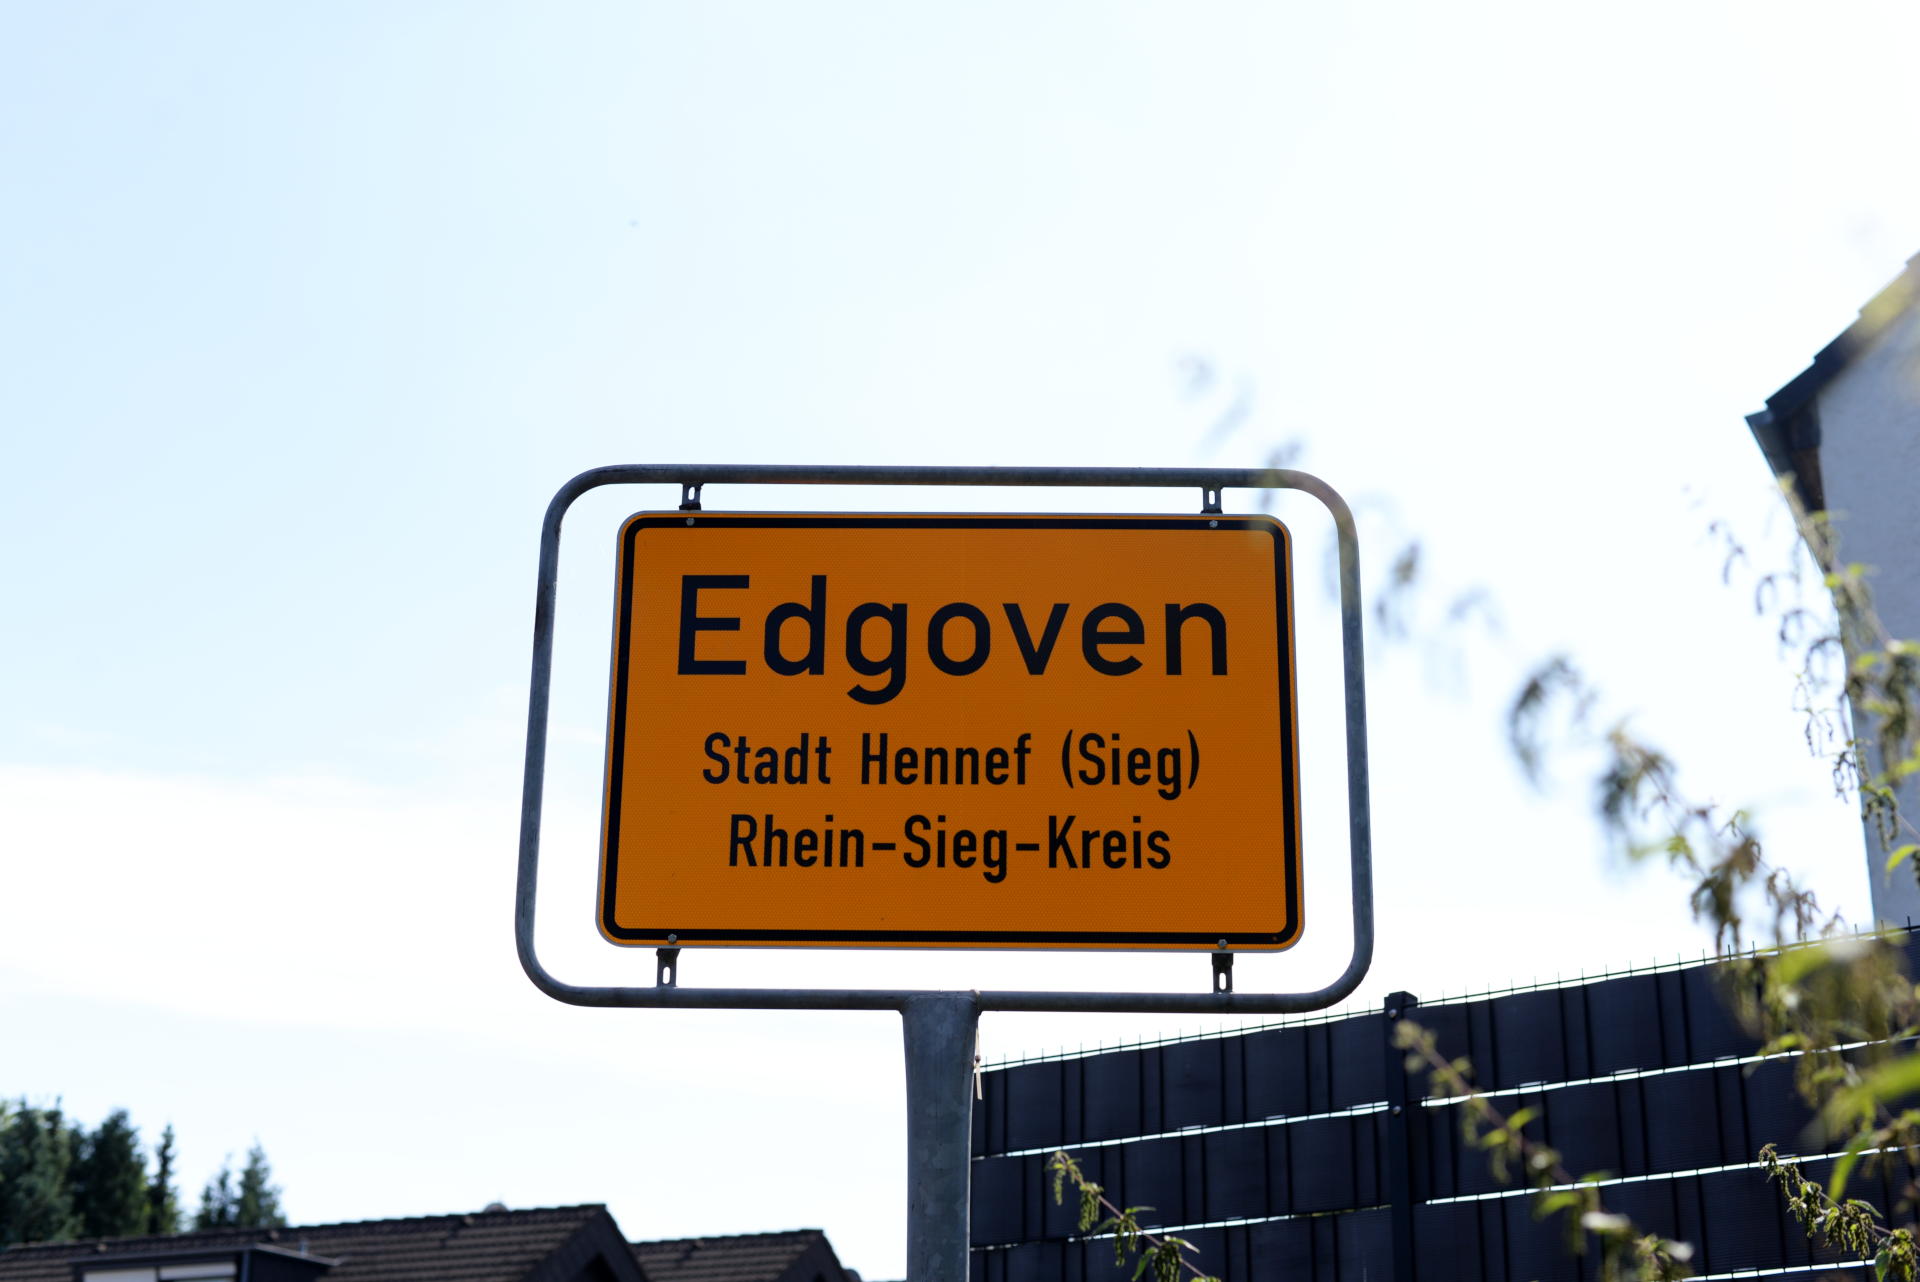 Edgoven
Stadt Hennef (Sieg)
Rhein-Sieg-Kreis